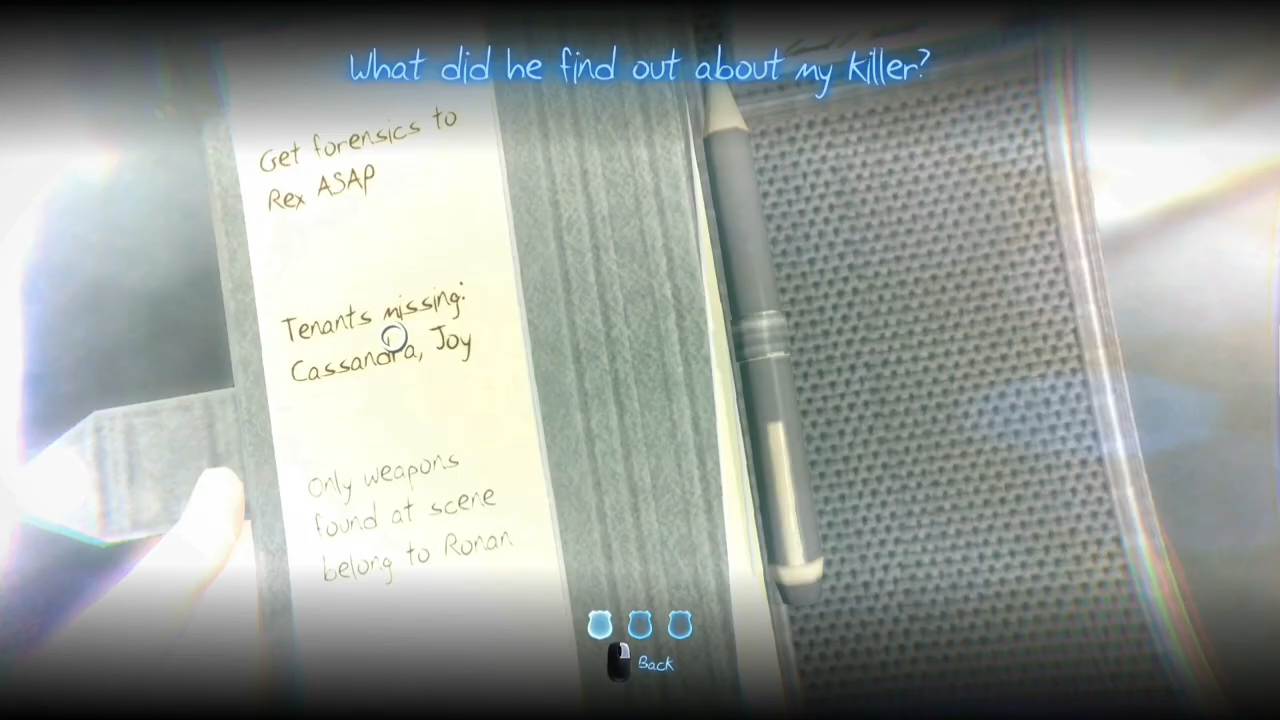 What did he find out about my killer?
Get forensics to
Rex ASAP
Tenants missing:
Cassandra, Joy
Only weapons
found at scene
belong to Ronan
Back